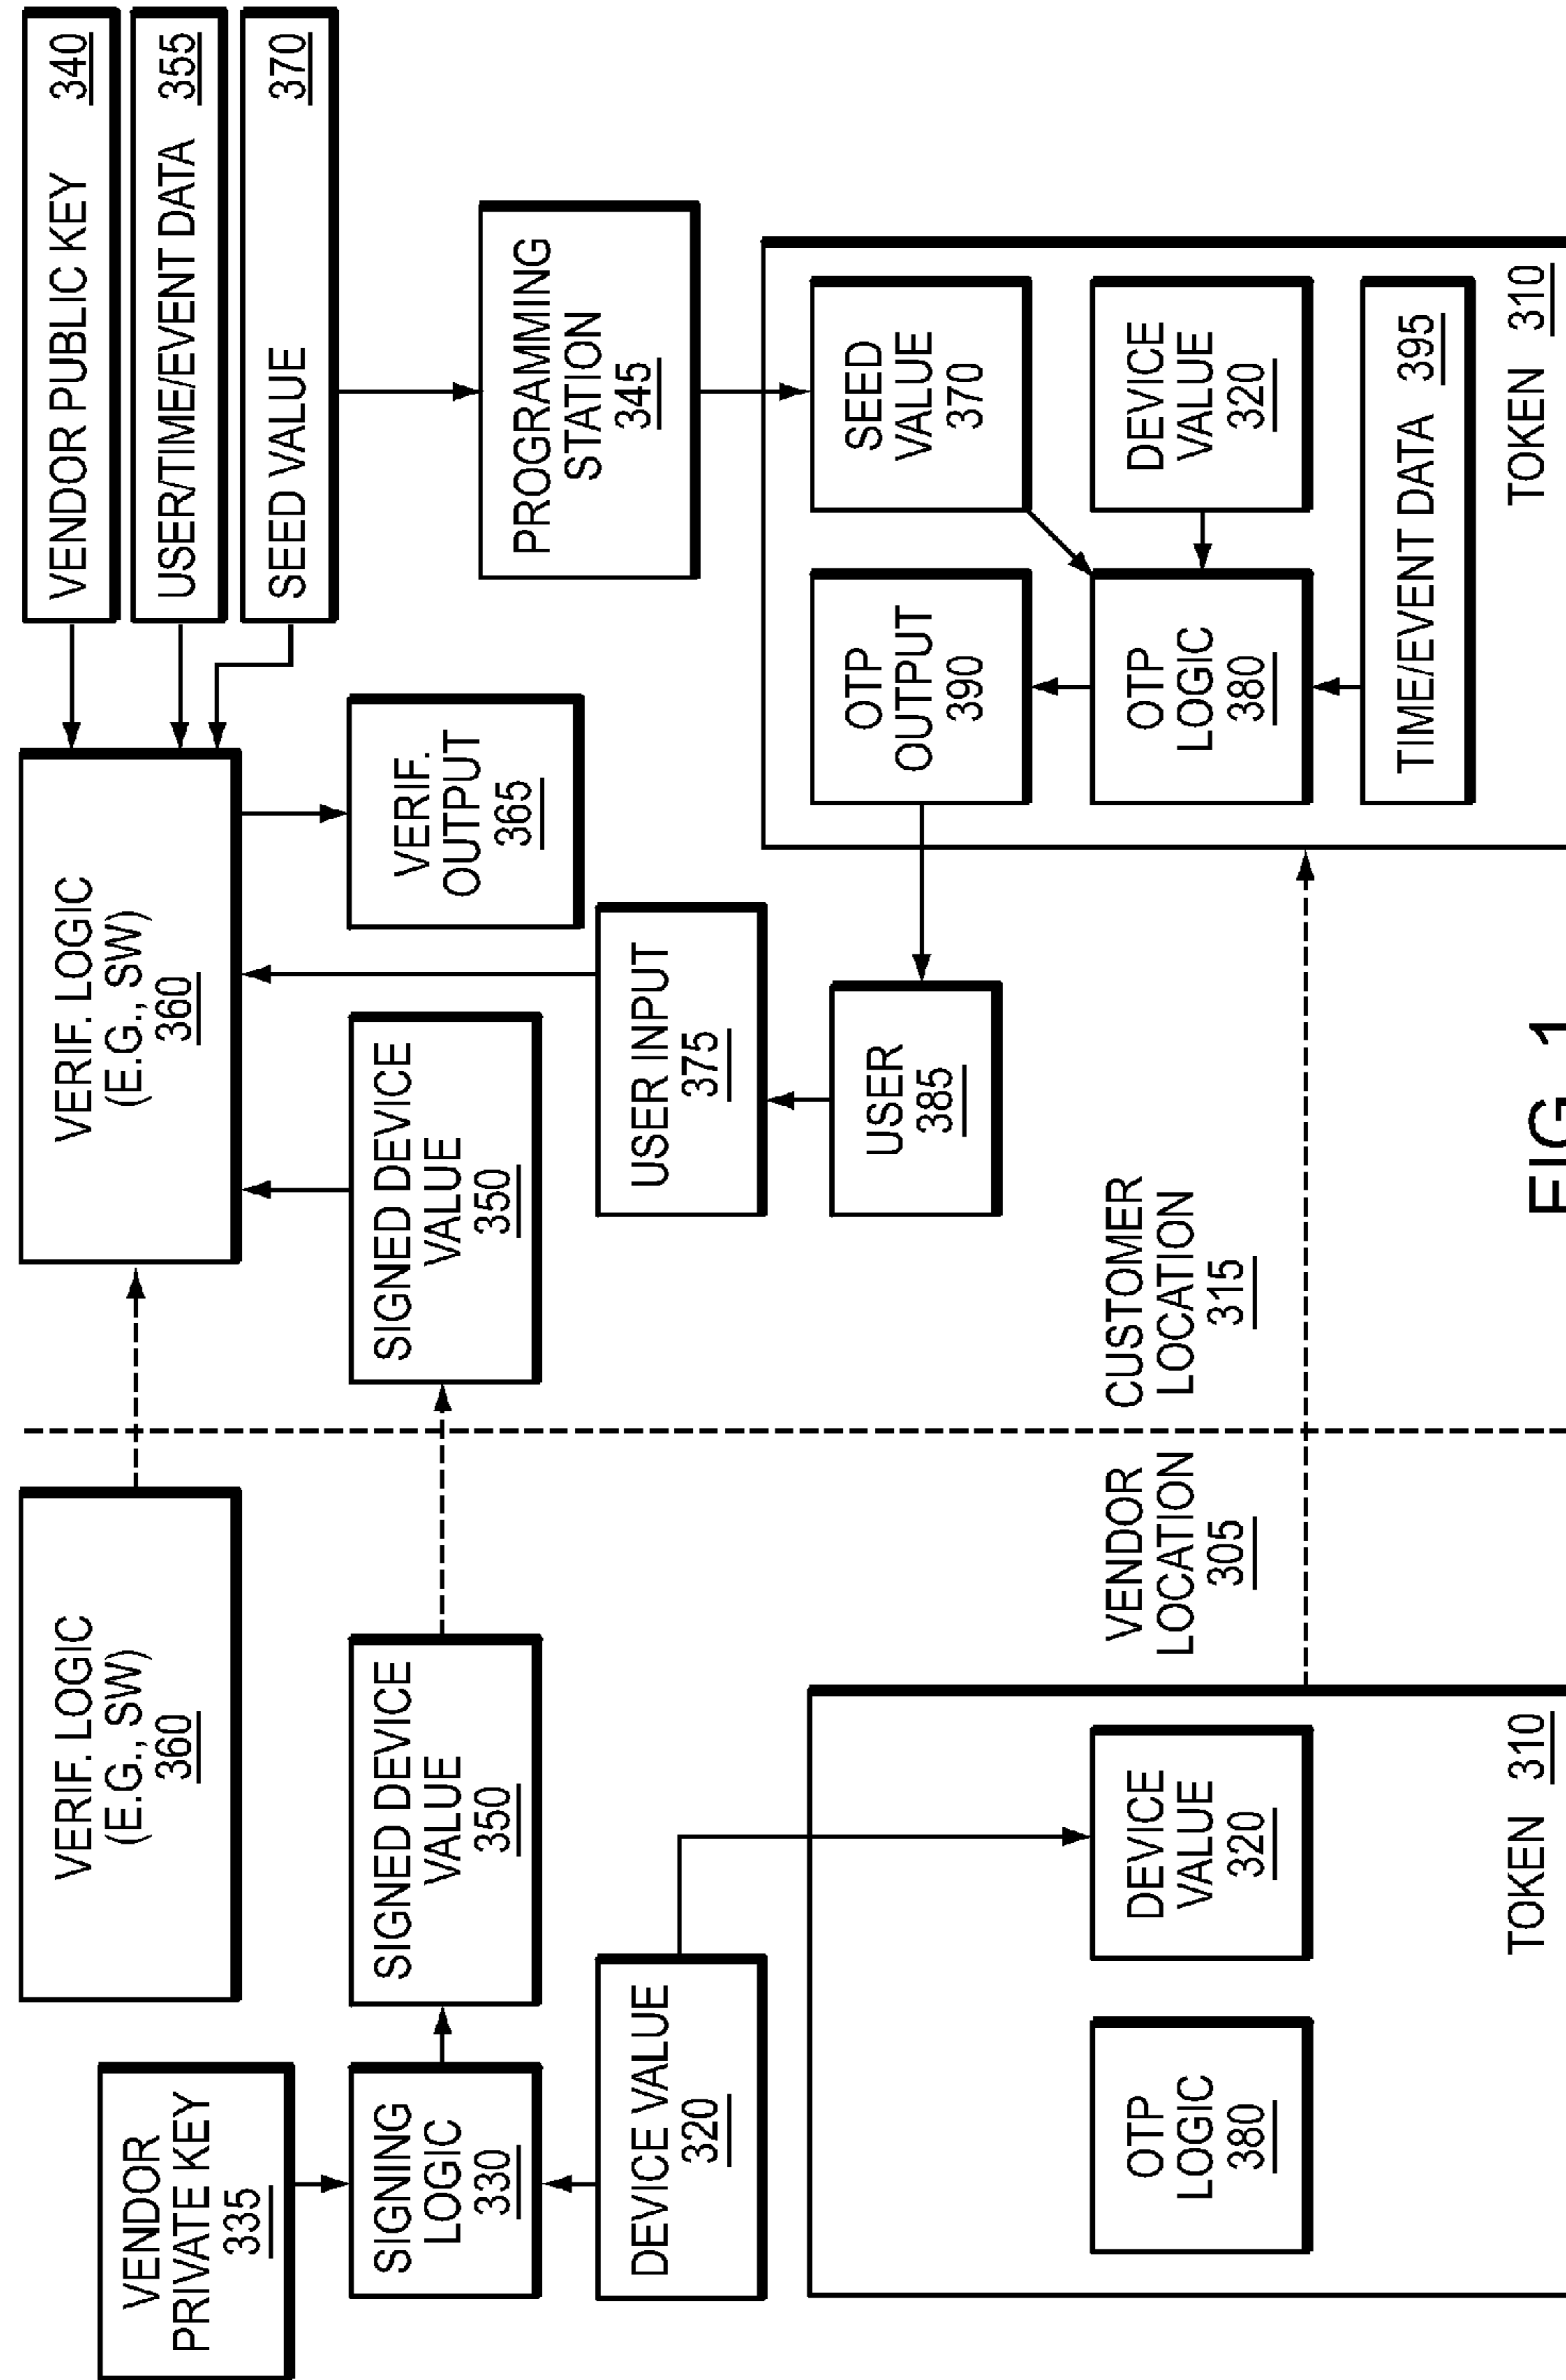 VENDOR
PRIVATE KEY
335
SIGNING
LOGIC
330
DEVICE VALUE
320
VERIF. LOGIC
(E.G., SW)
360
SIGNED DEVICE
VALUE
350
OTP
LOGIC
380
DEVICE
VALUE
320
TOKEN 310
VENDOR
LOCATION
305
CUSTOMER
LOCATION
315
VERIF. LOGIC
(E.G., SW)
360
SIGNED DEVICE
VALUE
350
USER INPUT
375
USER
385
VERIF.
OUTPUT
365
VENDOR PUBLIC KEY 340
USER/TIME/EVENT DATA 355
SEED VALUE 370
PROGRAMMING
STATION
345
OTP
OUTPUT
390
SEED
VALUE
370
OTP
LOGIC
380
DEVICE
VALUE
320
TIME/EVENT DATA 395
TOKEN 310
FIG. 1